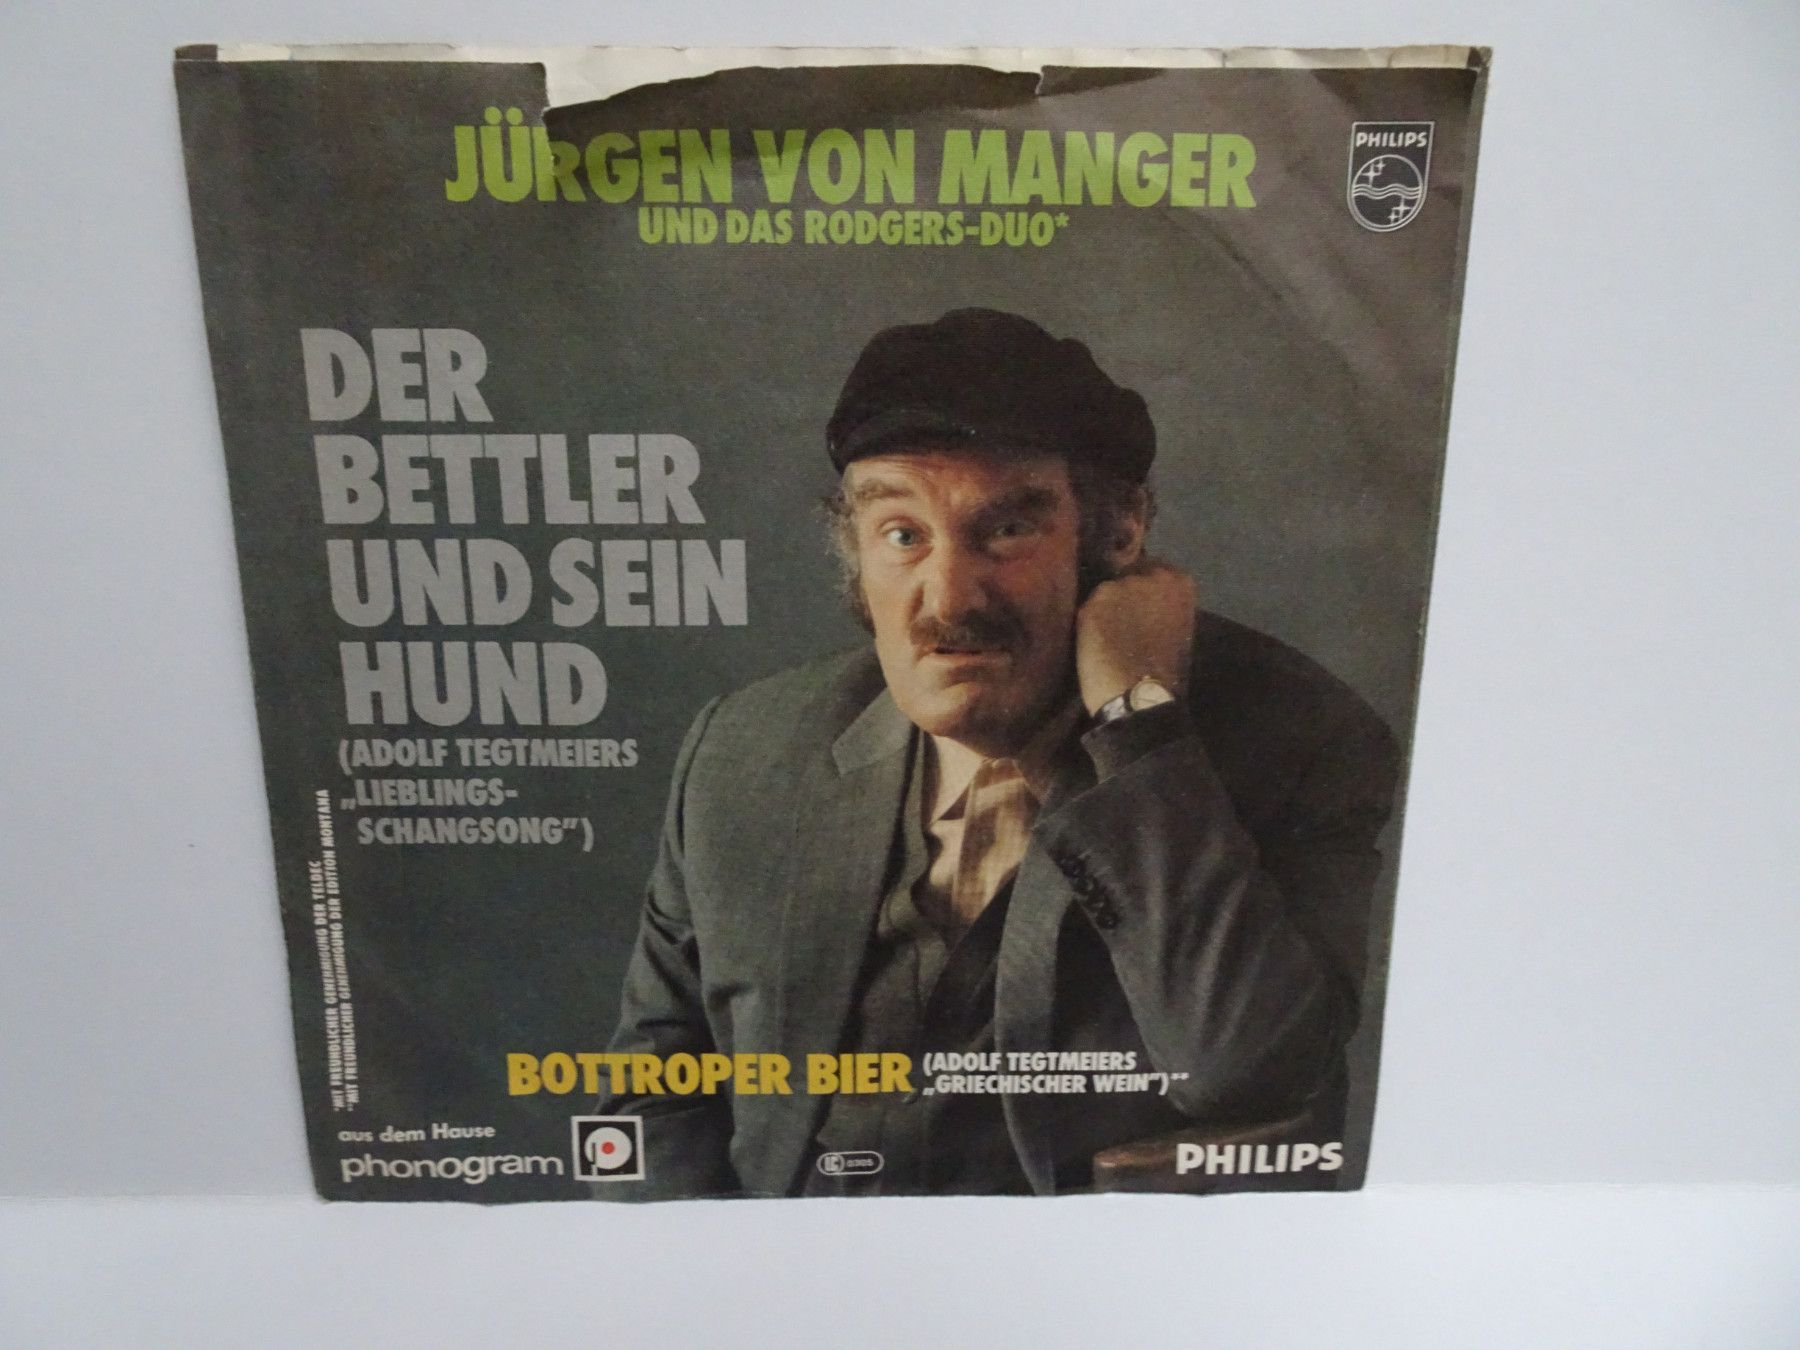 JÜRGEN VON MANGER
UND DAS RODGERS-DUO*
PHILIPS
DER
BETTLER
UND SEIN
HUND
(ADOLF TEGTMEIERS
„LIEBLINGS-
SCHANGSONG”)
*MIT FREUNDLICHER GENEHMIGUNG DER TELDEC
**MIT FREUNDLICHER GENEHMIGUNG DER EDITION MONTANA
BOTTROPER BIER (ADOLF TEGTMEIERS
„GRIECHISCHER WEIN”)**
aus dem Hause
phonogram
PHILIPS